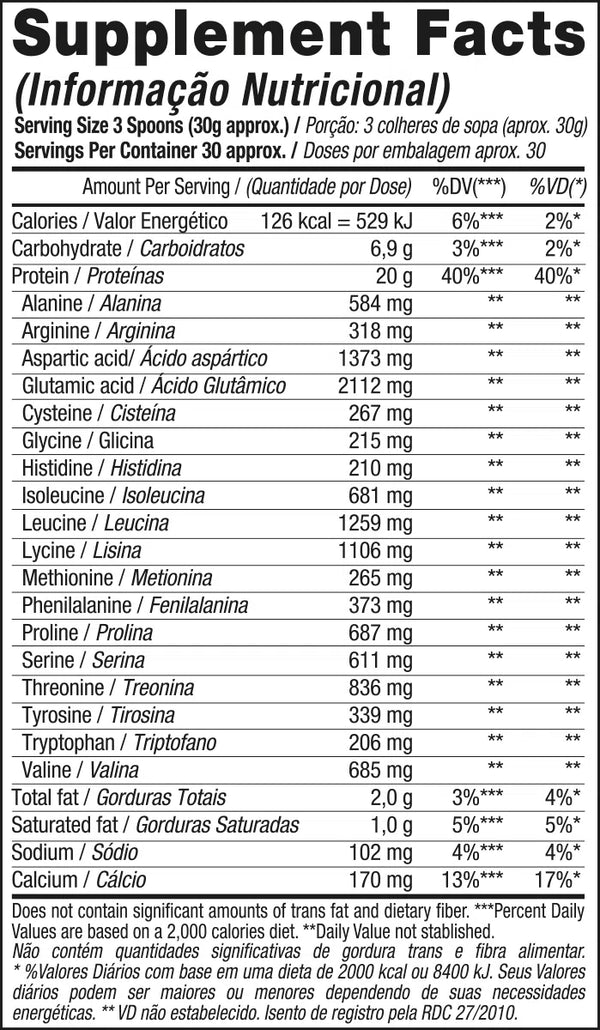 Supplement Facts
(Informação Nutricional)
Serving Size 3 Spoons (30g approx.) / Porção: 3 colheres de sopa (aprox. 30g)
Servings Per Container 30 approx. / Doses por embalagem aprox. 30
Amount Per Serving / (Quantidade por Dose) %DV(***) %VD(*)
Calories / Valor Energético 126 kcal = 529 kJ 6%*** 2%*
Carbohydrate / Carboidratos 6,9 g 3%*** 2%*
Protein / Proteínas 20 g 40%*** 40%*
Alanine / Alanina 584 mg ** **
Arginine / Arginina 318 mg ** **
Aspartic acid/ Ácido aspártico 1373 mg ** **
Glutamic acid / Ácido Glutâmico 2112 mg ** **
Cysteine / Cisteína 267 mg ** **
Glycine / Glicina 215 mg ** **
Histidine / Histidina 210 mg ** **
Isoleucine / Isoleucina 681 mg ** **
Leucine / Leucina 1259 mg ** **
Lycine / Lisina 1106 mg ** **
Methionine / Metionina 265 mg ** **
Phenilalanine / Fenilalanina 373 mg ** **
Proline / Prolina 687 mg ** **
Serine / Serina 611 mg ** **
Threonine / Treonina 836 mg ** **
Tyrosine / Tirosina 339 mg ** **
Tryptophan / Triptofano 206 mg ** **
Valine / Valina 685 mg ** **
Total fat / Gorduras Totais 2,0 g 3%*** 4%*
Saturated fat / Gorduras Saturadas 1,0 g 5%*** 5%*
Sodium / Sódio 102 mg 4%*** 4%*
Calcium / Cálcio 170 mg 13%*** 17%*
Does not contain significant amounts of trans fat and dietary fiber. ***Percent Daily
Values are based on a 2,000 calories diet. **Daily Value not stablished.
Não contém quantidades significativas de gordura trans e fibra alimentar.
* %Valores Diários com base em uma dieta de 2000 kcal ou 8400 kJ. Seus Valores
diários podem ser maiores ou menores dependendo de suas necessidades
energéticas. ** VD não estabelecido. Isento de registro pela RDC 27/2010.